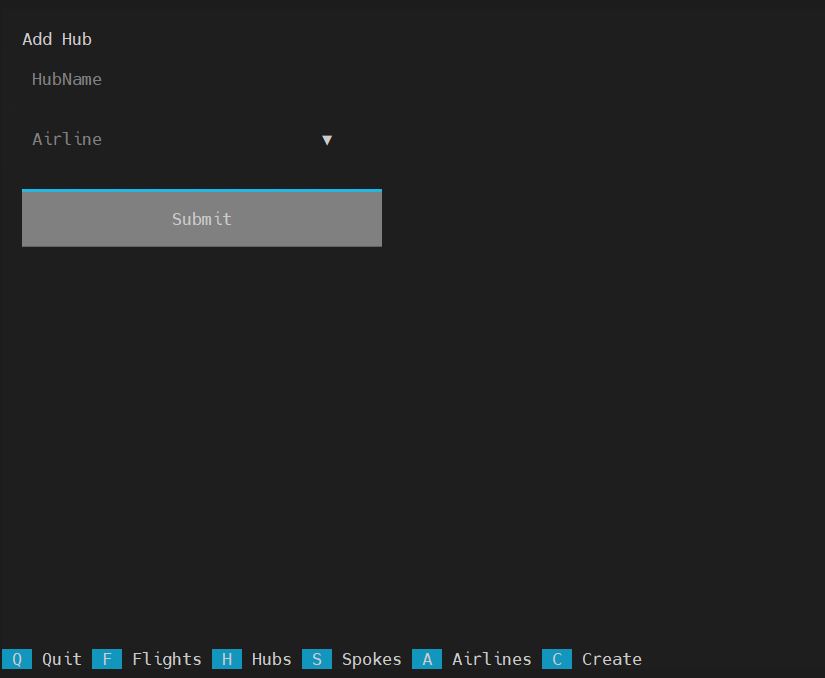 Add Hub
HubName
Airline ▼
Submit
Q Quit F Flights H Hubs S Spokes A Airlines C Create